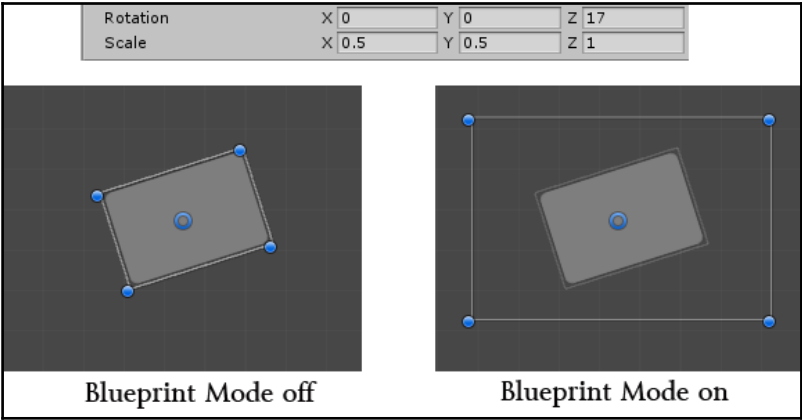 Rotation X 0 Y 0 Z 17
Scale X 0.5 Y 0.5 Z 1
Blueprint Mode off
Blueprint Mode on